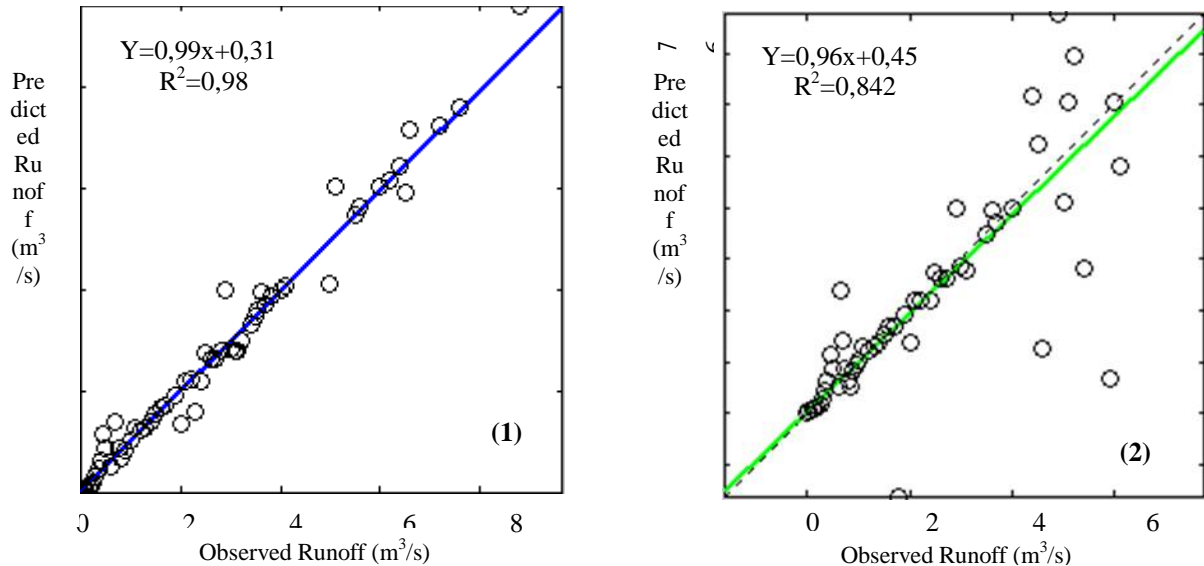 Y=0,99x+0,31
R²=0,98
Pre
dict
ed
Ru
nof
f
(m³
/s)
(1)
0 2 4 6 8
Observed Runoff (m³/s)
7
Y=0,96x+0,45
R²=0,842
Pre
dict
ed
Ru
nof
f
(m³
/s)
(2)
0 2 4 6
Observed Runoff (m³/s)